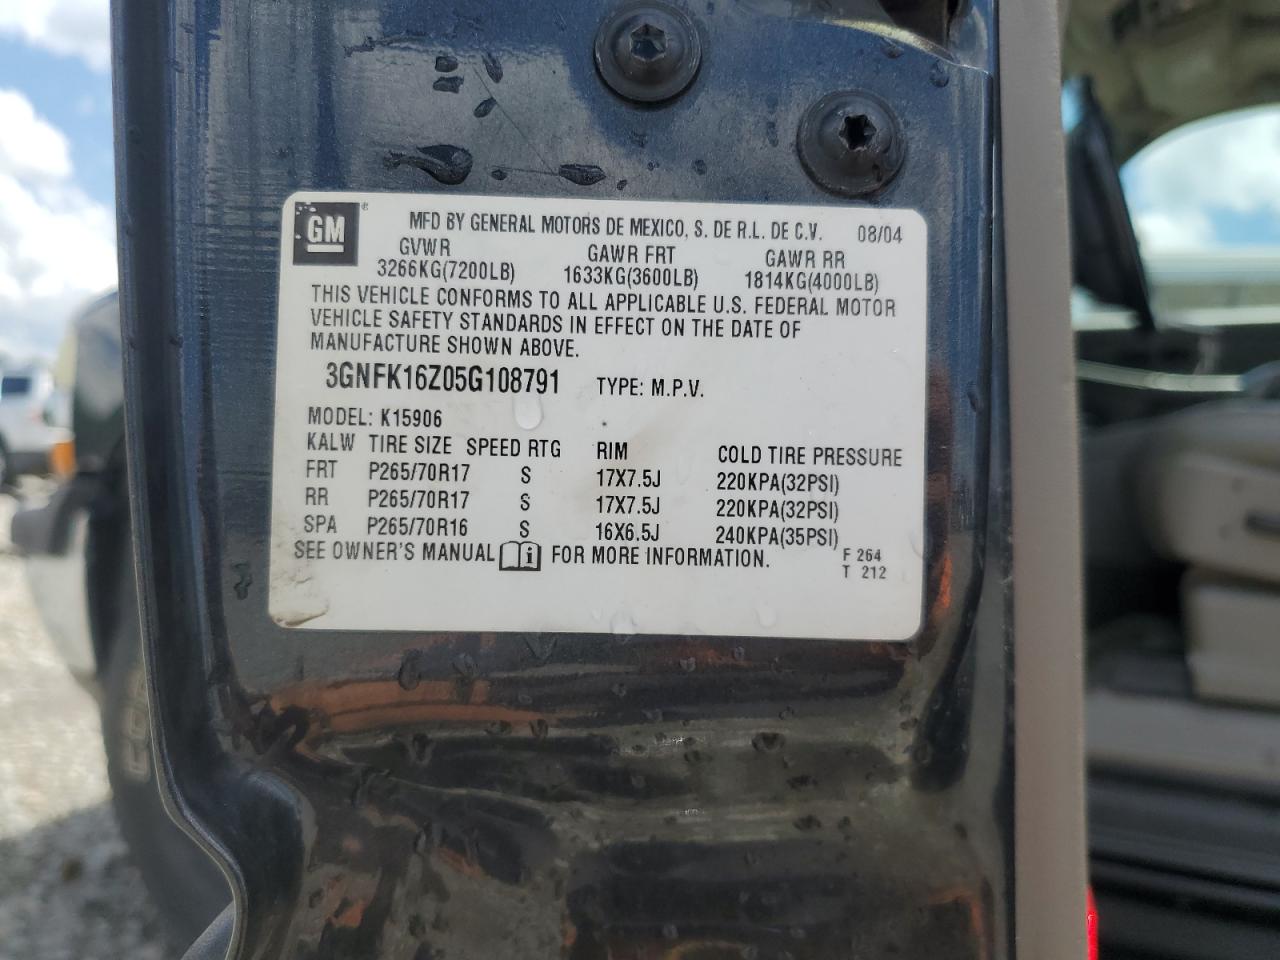 GM ® MFD BY GENERAL MOTORS DE MEXICO, S. DE R.L. DE C.V. 08/04
GVWR GAWR FRT GAWR RR
3266KG(7200LB) 1633KG(3600LB) 1814KG(4000LB)
THIS VEHICLE CONFORMS TO ALL APPLICABLE U.S. FEDERAL MOTOR
VEHICLE SAFETY STANDARDS IN EFFECT ON THE DATE OF
MANUFACTURE SHOWN ABOVE.
3GNFK16Z05G108791 TYPE: M.P.V.
MODEL: K15906
KALW TIRE SIZE SPEED RTG RIM COLD TIRE PRESSURE
FRT P265/70R17 S 17X7.5J 220KPA(32PSI)
RR P265/70R17 S 17X7.5J 220KPA(32PSI)
SPA P265/70R16 S 16X6.5J 240KPA(35PSI)
SEE OWNER'S MANUAL i FOR MORE INFORMATION. F 264
T 212